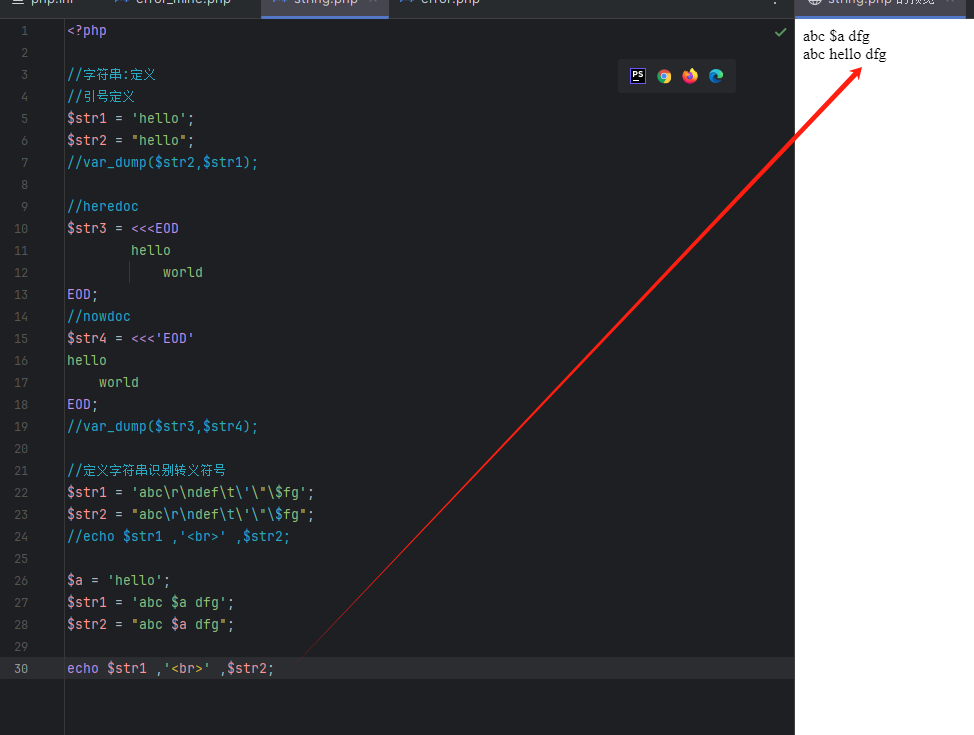 php.ini error_mine.php string.php error.php string.php 的预览
1 <?php
2
3 //字符串:定义
4 //引号定义
5 $str1 = 'hello';
6 $str2 = "hello";
7 //var_dump($str2,$str1);
8
9 //heredoc
10 $str3 = <<<EOD
11 hello
12 world
13 EOD;
14 //nowdoc
15 $str4 = <<<'EOD'
16 hello
17 world
18 EOD;
19 //var_dump($str3,$str4);
20
21 //定义字符串识别转义符号
22 $str1 = 'abc\r\ndef\t\'\"\$fg';
23 $str2 = "abc\r\ndef\t\'\"\$fg";
24 //echo $str1 ,'<br>' ,$str2;
25
26 $a = 'hello';
27 $str1 = 'abc $a dfg';
28 $str2 = "abc $a dfg";
29
30 echo $str1 ,'<br>' ,$str2;
PS
abc $a dfg
abc hello dfg